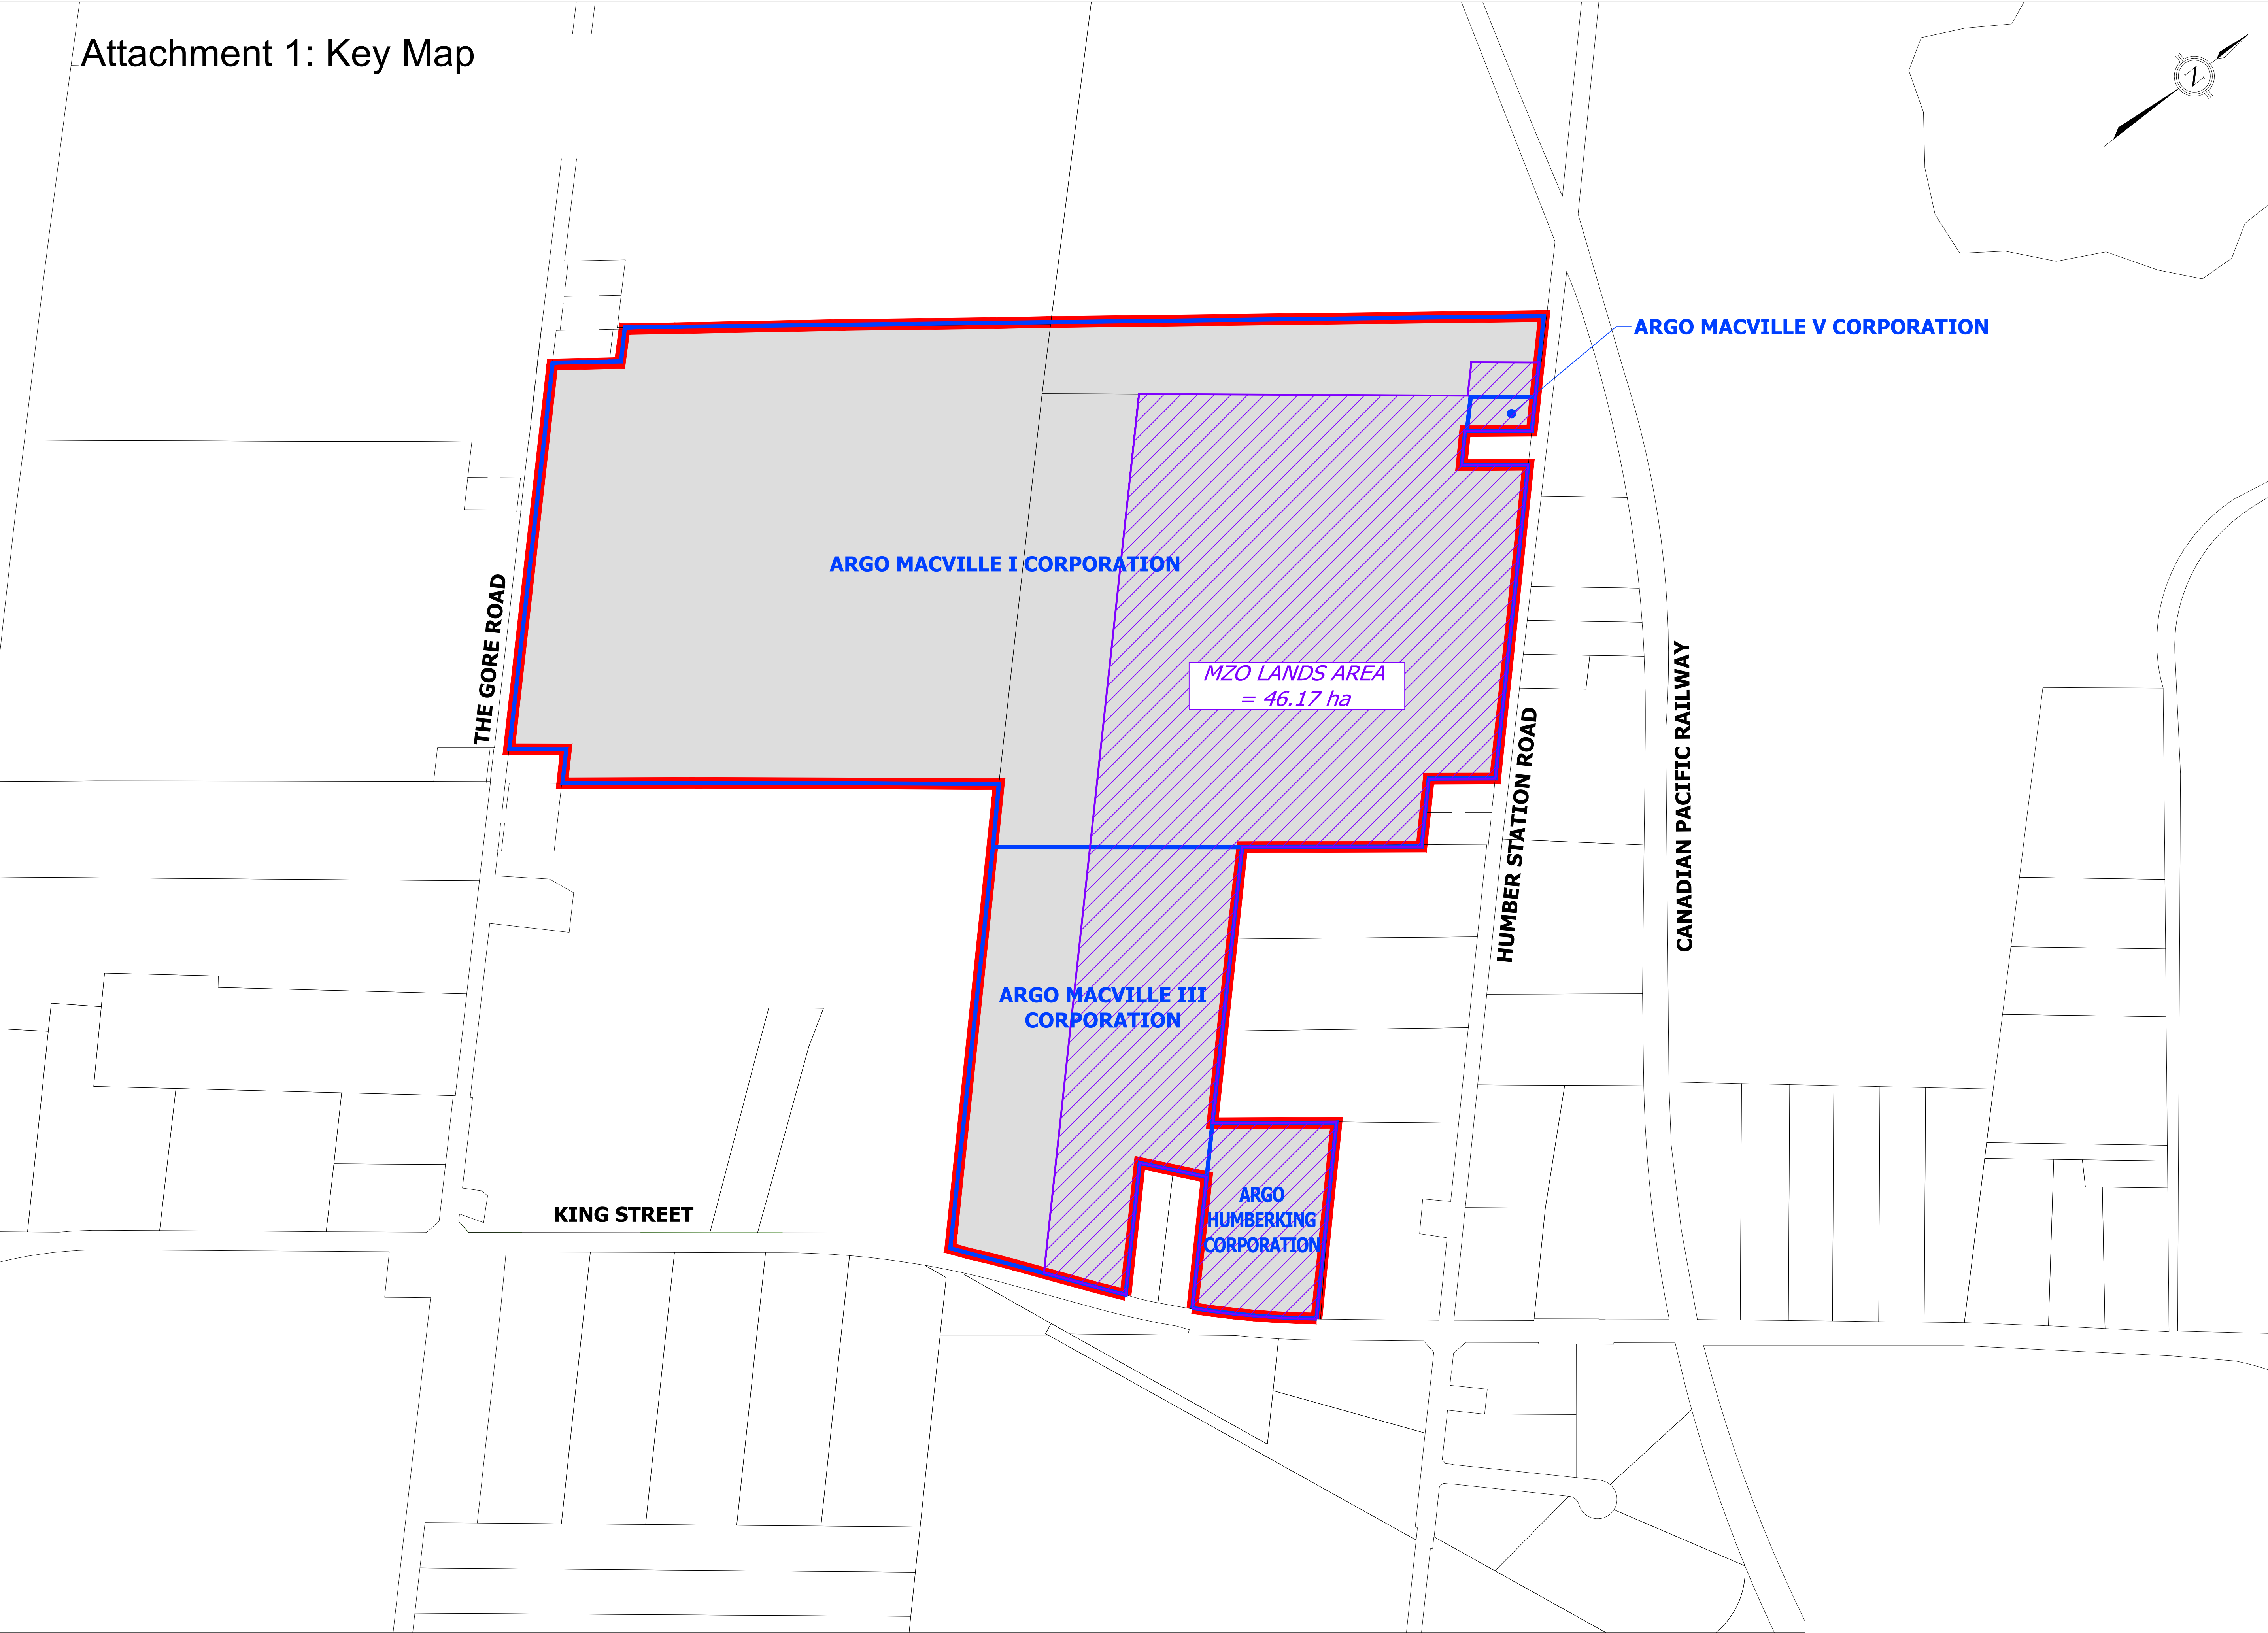 Attachment 1: Key Map
N
ARGO MACVILLE V CORPORATION
ARGO MACVILLE I CORPORATION
THE GORE ROAD
MZO LANDS AREA
= 46.17 ha
HUMBER STATION ROAD
CANADIAN PACIFIC RAILWAY
ARGO MACVILLE III
CORPORATION
KING STREET
ARGO
HUMBERKING
CORPORATION